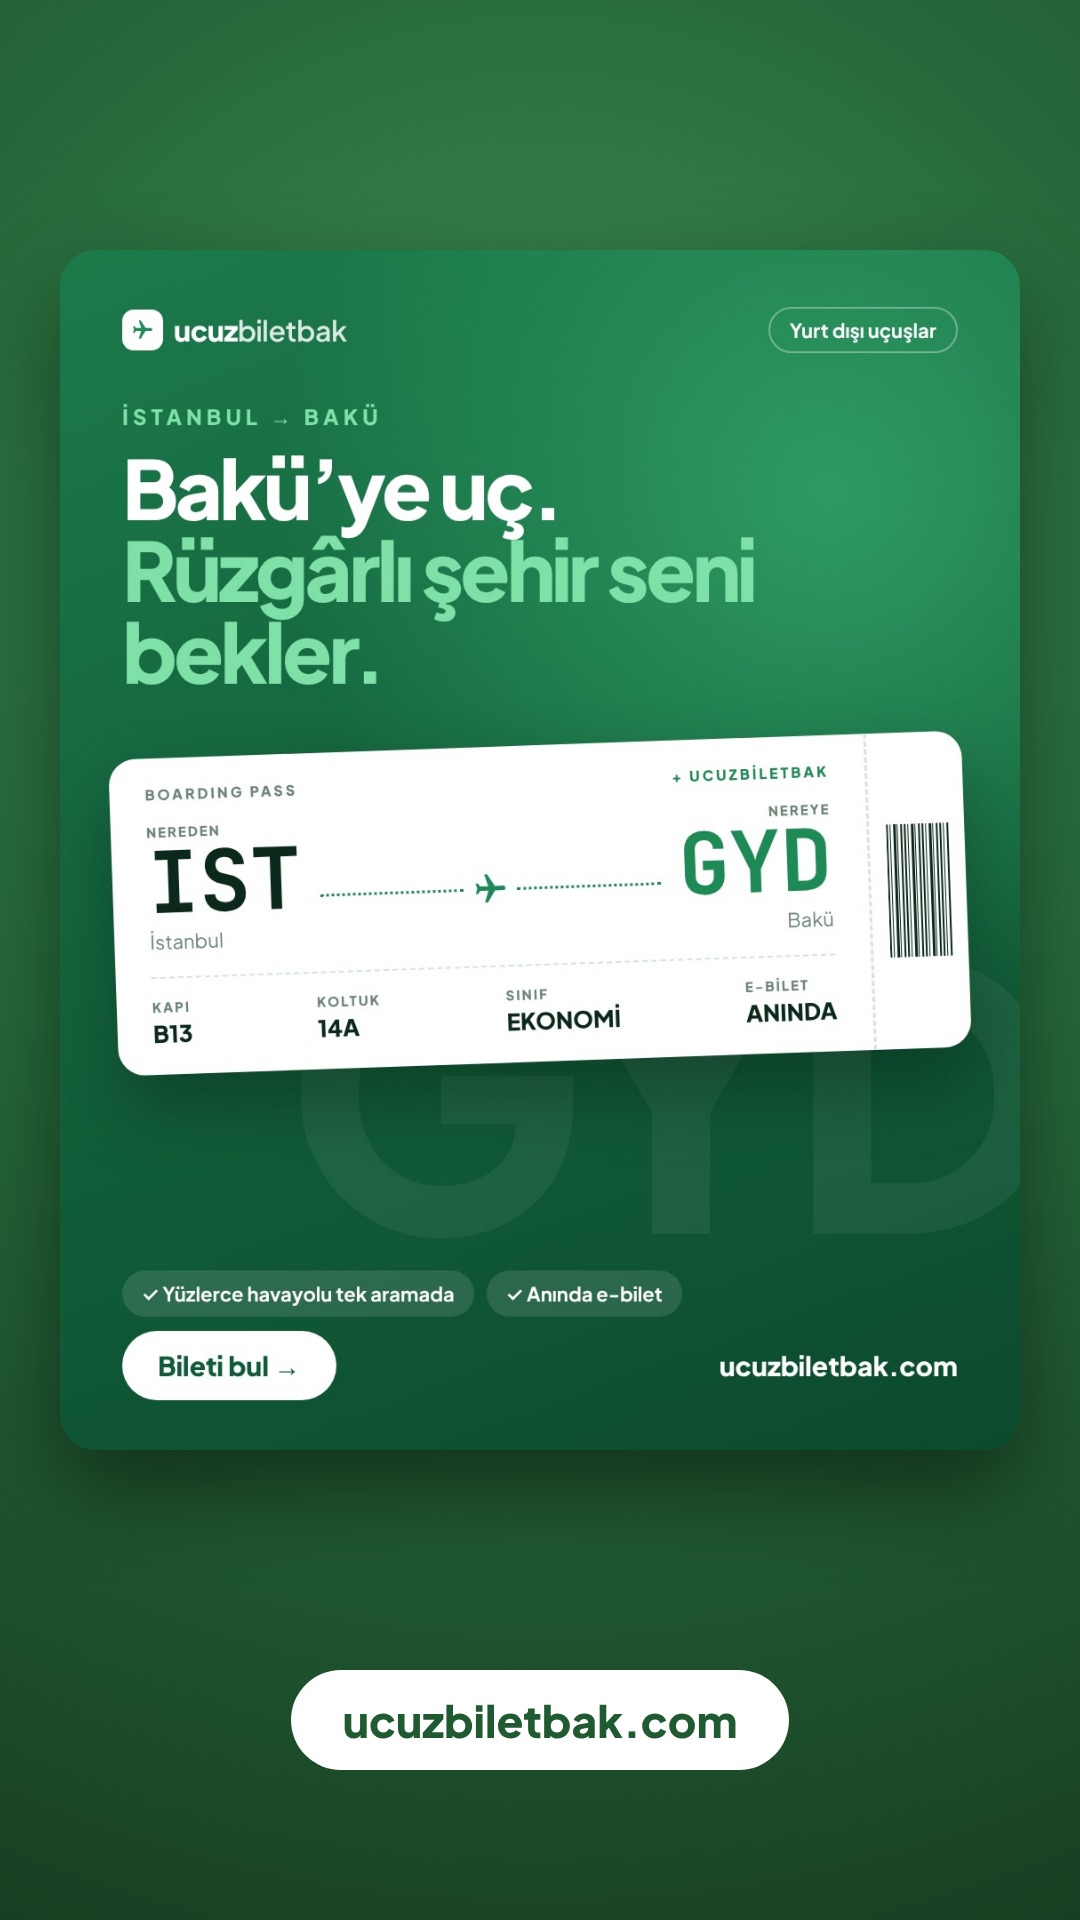 ucuzbiletbak
Yurt dışı uçuşlar
İSTANBUL → BAKÜ
Bakü’ye uç.
Rüzgârlı şehir seni
bekler.
BOARDING PASS
+ UCUZBİLETBAK
NEREDEN
NEREYE
IST
GYD
İstanbul
Bakü
KAPI
KOLTUK
SINIF
E-BİLET
B13
14A
EKONOMİ
ANINDA
GYD
✓ Yüzlerce havayolu tek aramada
✓ Anında e-bilet
Bileti bul →
ucuzbiletbak.com
ucuzbiletbak.com